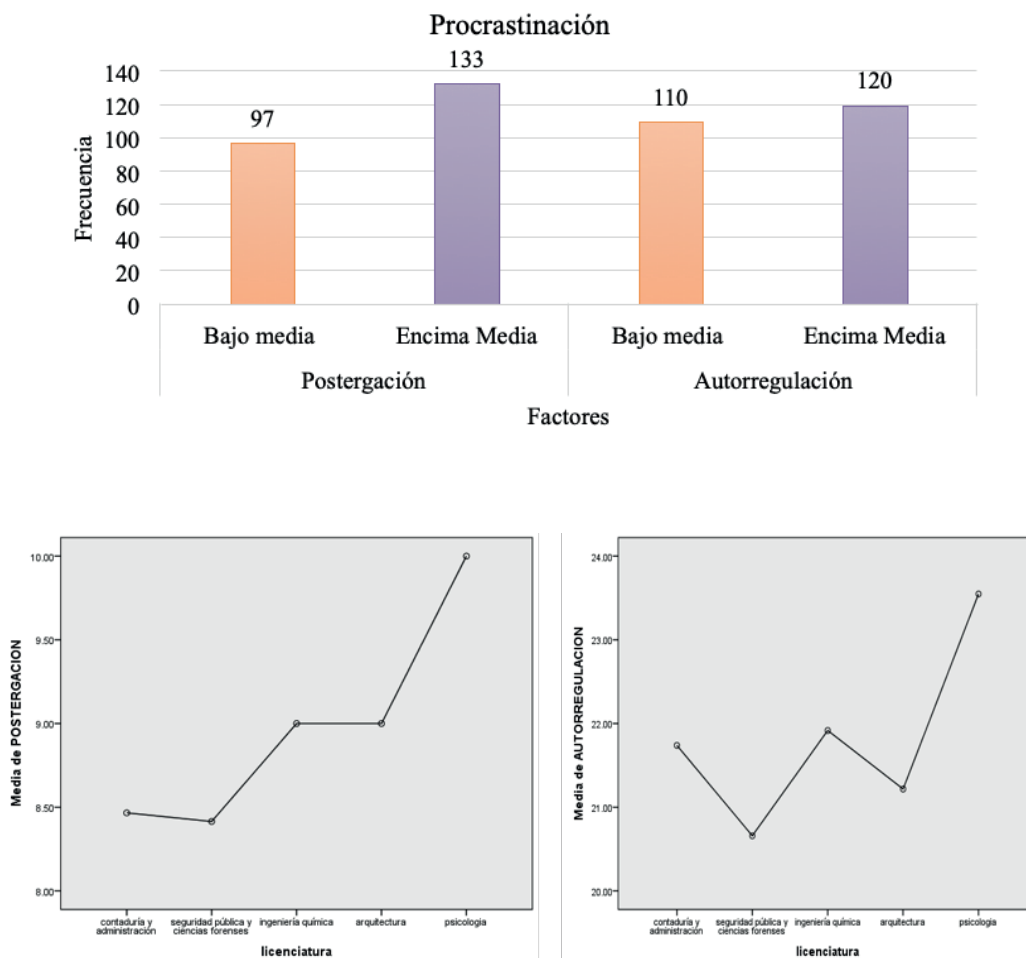 Procrastinación
Frecuencia
140
120
100
80
60
40
20
0
97
133
110
120
Bajo media
Encima Media
Bajo media
Encima Media
Postergación
Autorregulación
Factores
Media de POSTERGACION
10.00
9.50
9.00
8.50
8.00
contaduría y
administración
seguridad pública y
ciencias forenses
ingeniería química
arquitectura
psicologia
licenciatura
Media de AUTORREGULACION
24.00
23.00
22.00
21.00
20.00
contaduría y
administración
seguridad pública y
ciencias forenses
ingeniería química
arquitectura
psicologia
licenciatura